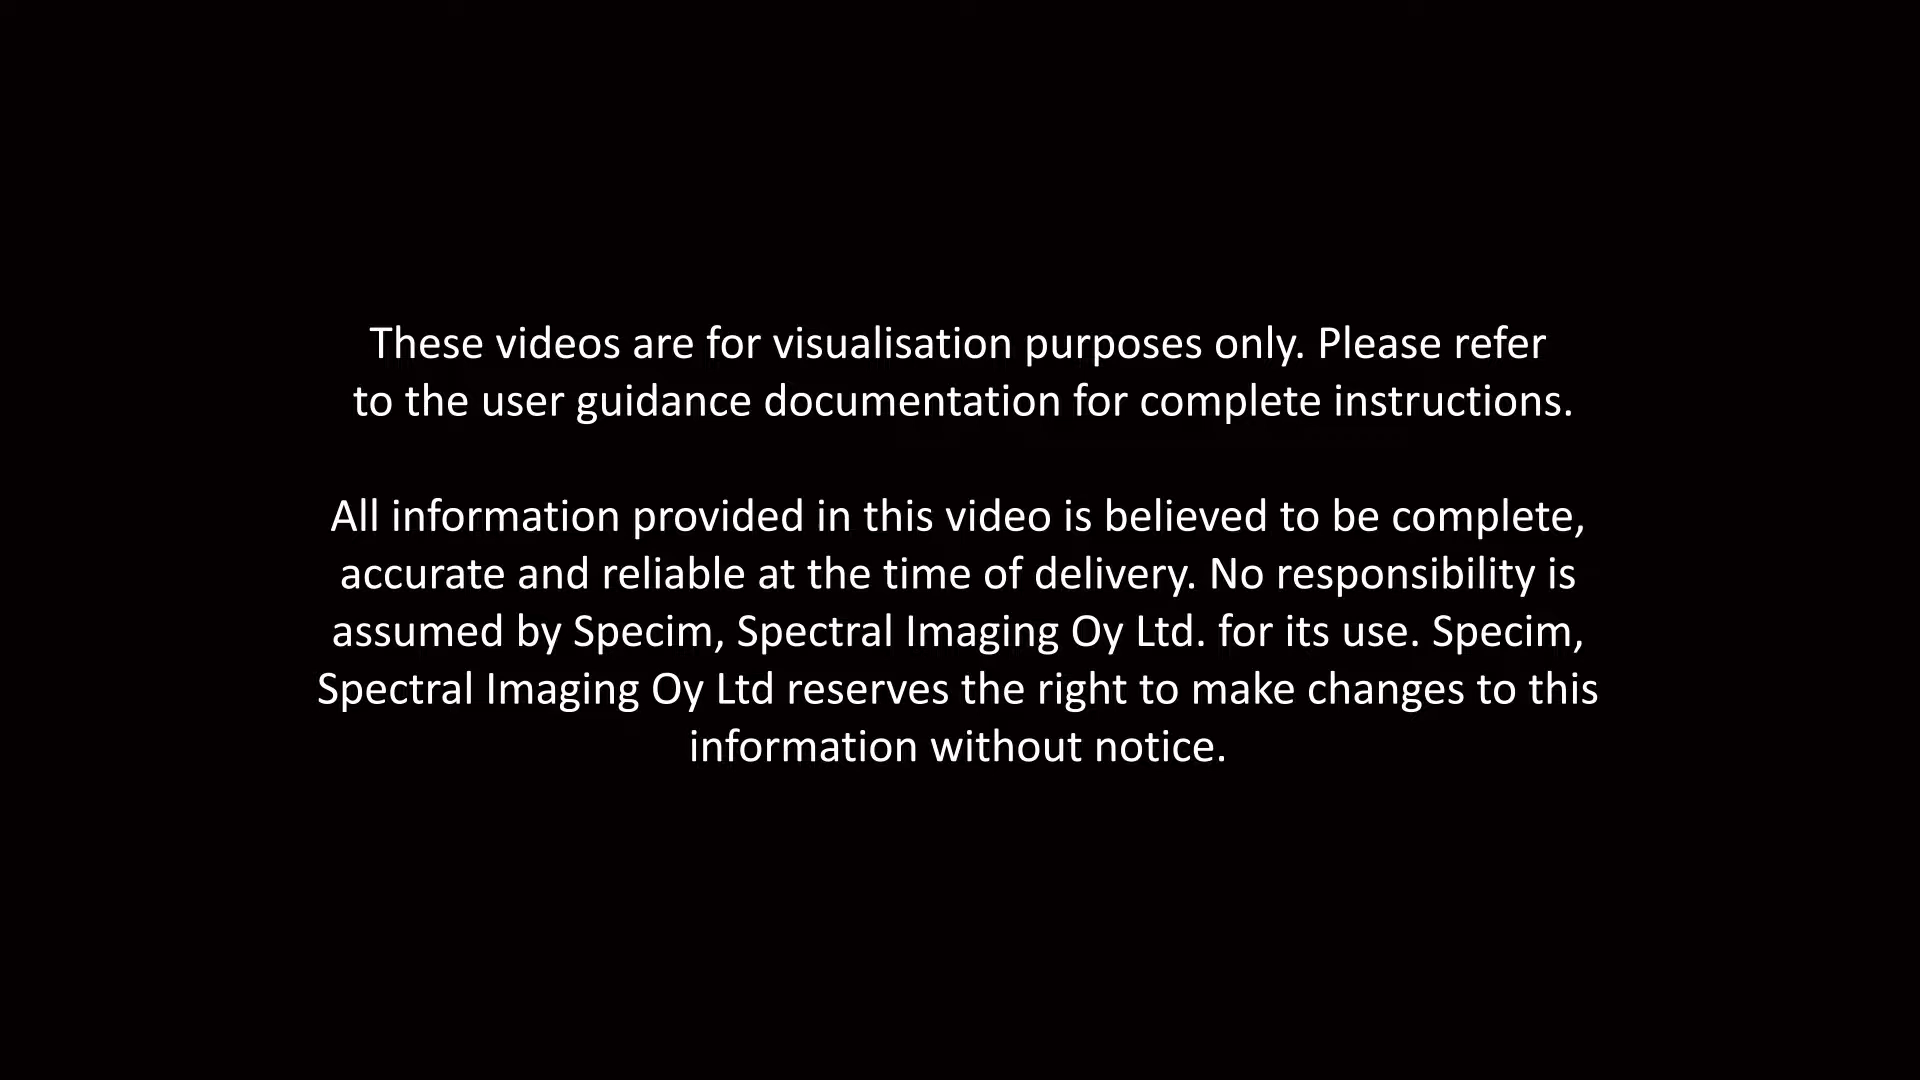 These videos are for visualisation purposes only. Please refer
to the user guidance documentation for complete instructions.
All information provided in this video is believed to be complete,
accurate and reliable at the time of delivery. No responsibility is
assumed by Specim, Spectral Imaging Oy Ltd. for its use. Specim,
Spectral Imaging Oy Ltd reserves the right to make changes to this
information without notice.